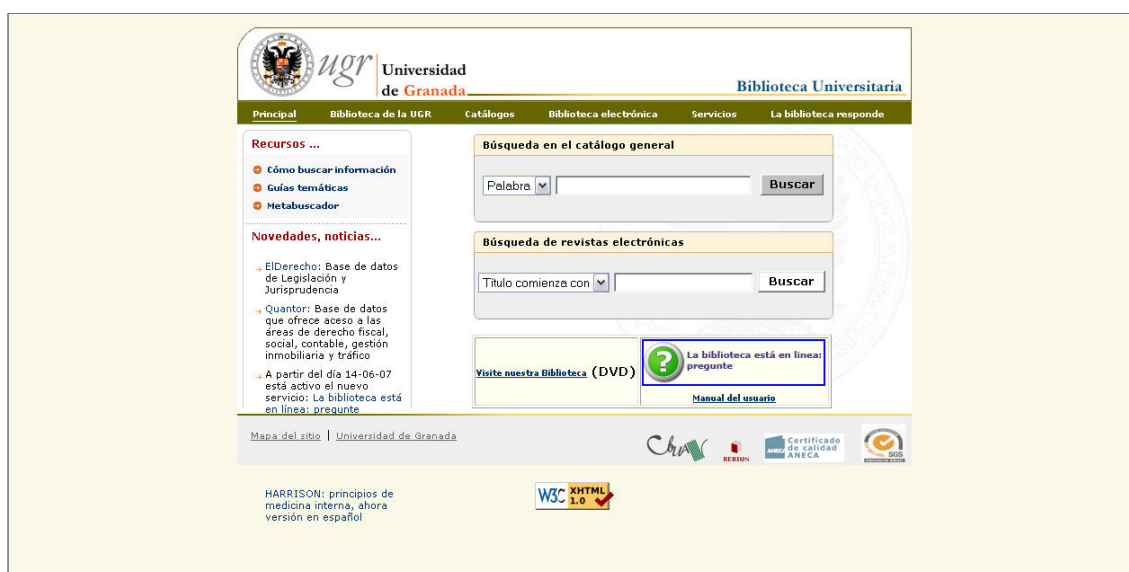 ugr Universidad
de Granada
Biblioteca Universitaria
Principal Biblioteca de la UGR Catálogos Biblioteca electrónica Servicios La biblioteca responde
Recursos ...
Cómo buscar información
Guías temáticas
Metabuscador
Novedades, noticias...
ElDerecho: Base de datos
de Legislación y
Jurisprudencia
Quantor: Base de datos
que ofrece aceso a las
áreas de derecho fiscal,
social, contable, gestión
inmobiliaria y tráfico
A partir del día 14-06-07
está activo el nuevo
servicio: La biblioteca está
en línea: pregunte
Búsqueda en el catálogo general
Palabra Buscar
Búsqueda de revistas electrónicas
Título comienza con Buscar
Visite nuestra Biblioteca (DVD)
La biblioteca está en linea:
pregunte
Manual del usuario
Mapa del sitio | Universidad de Granada
Cbua
REBIUN
ANECA
Certificado
de calidad
ANECA
SGS
HARRISON: principios de
medicina interna, ahora
versión en español
W3C XHTML
1.0